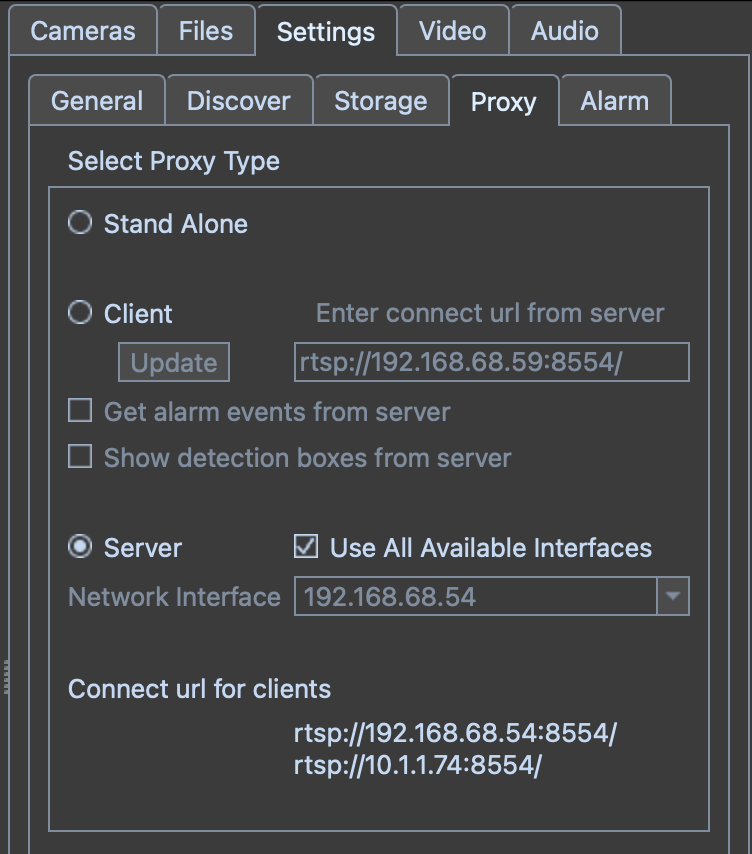 Cameras Files Settings Video Audio
General Discover Storage Proxy Alarm
Select Proxy Type
Stand Alone
Client Enter connect url from server
Update rtsp://192.168.68.59:8554/
Get alarm events from server
Show detection boxes from server
Server Use All Available Interfaces
Network Interface 192.168.68.54
Connect url for clients
rtsp://192.168.68.54:8554/
rtsp://10.1.1.74:8554/